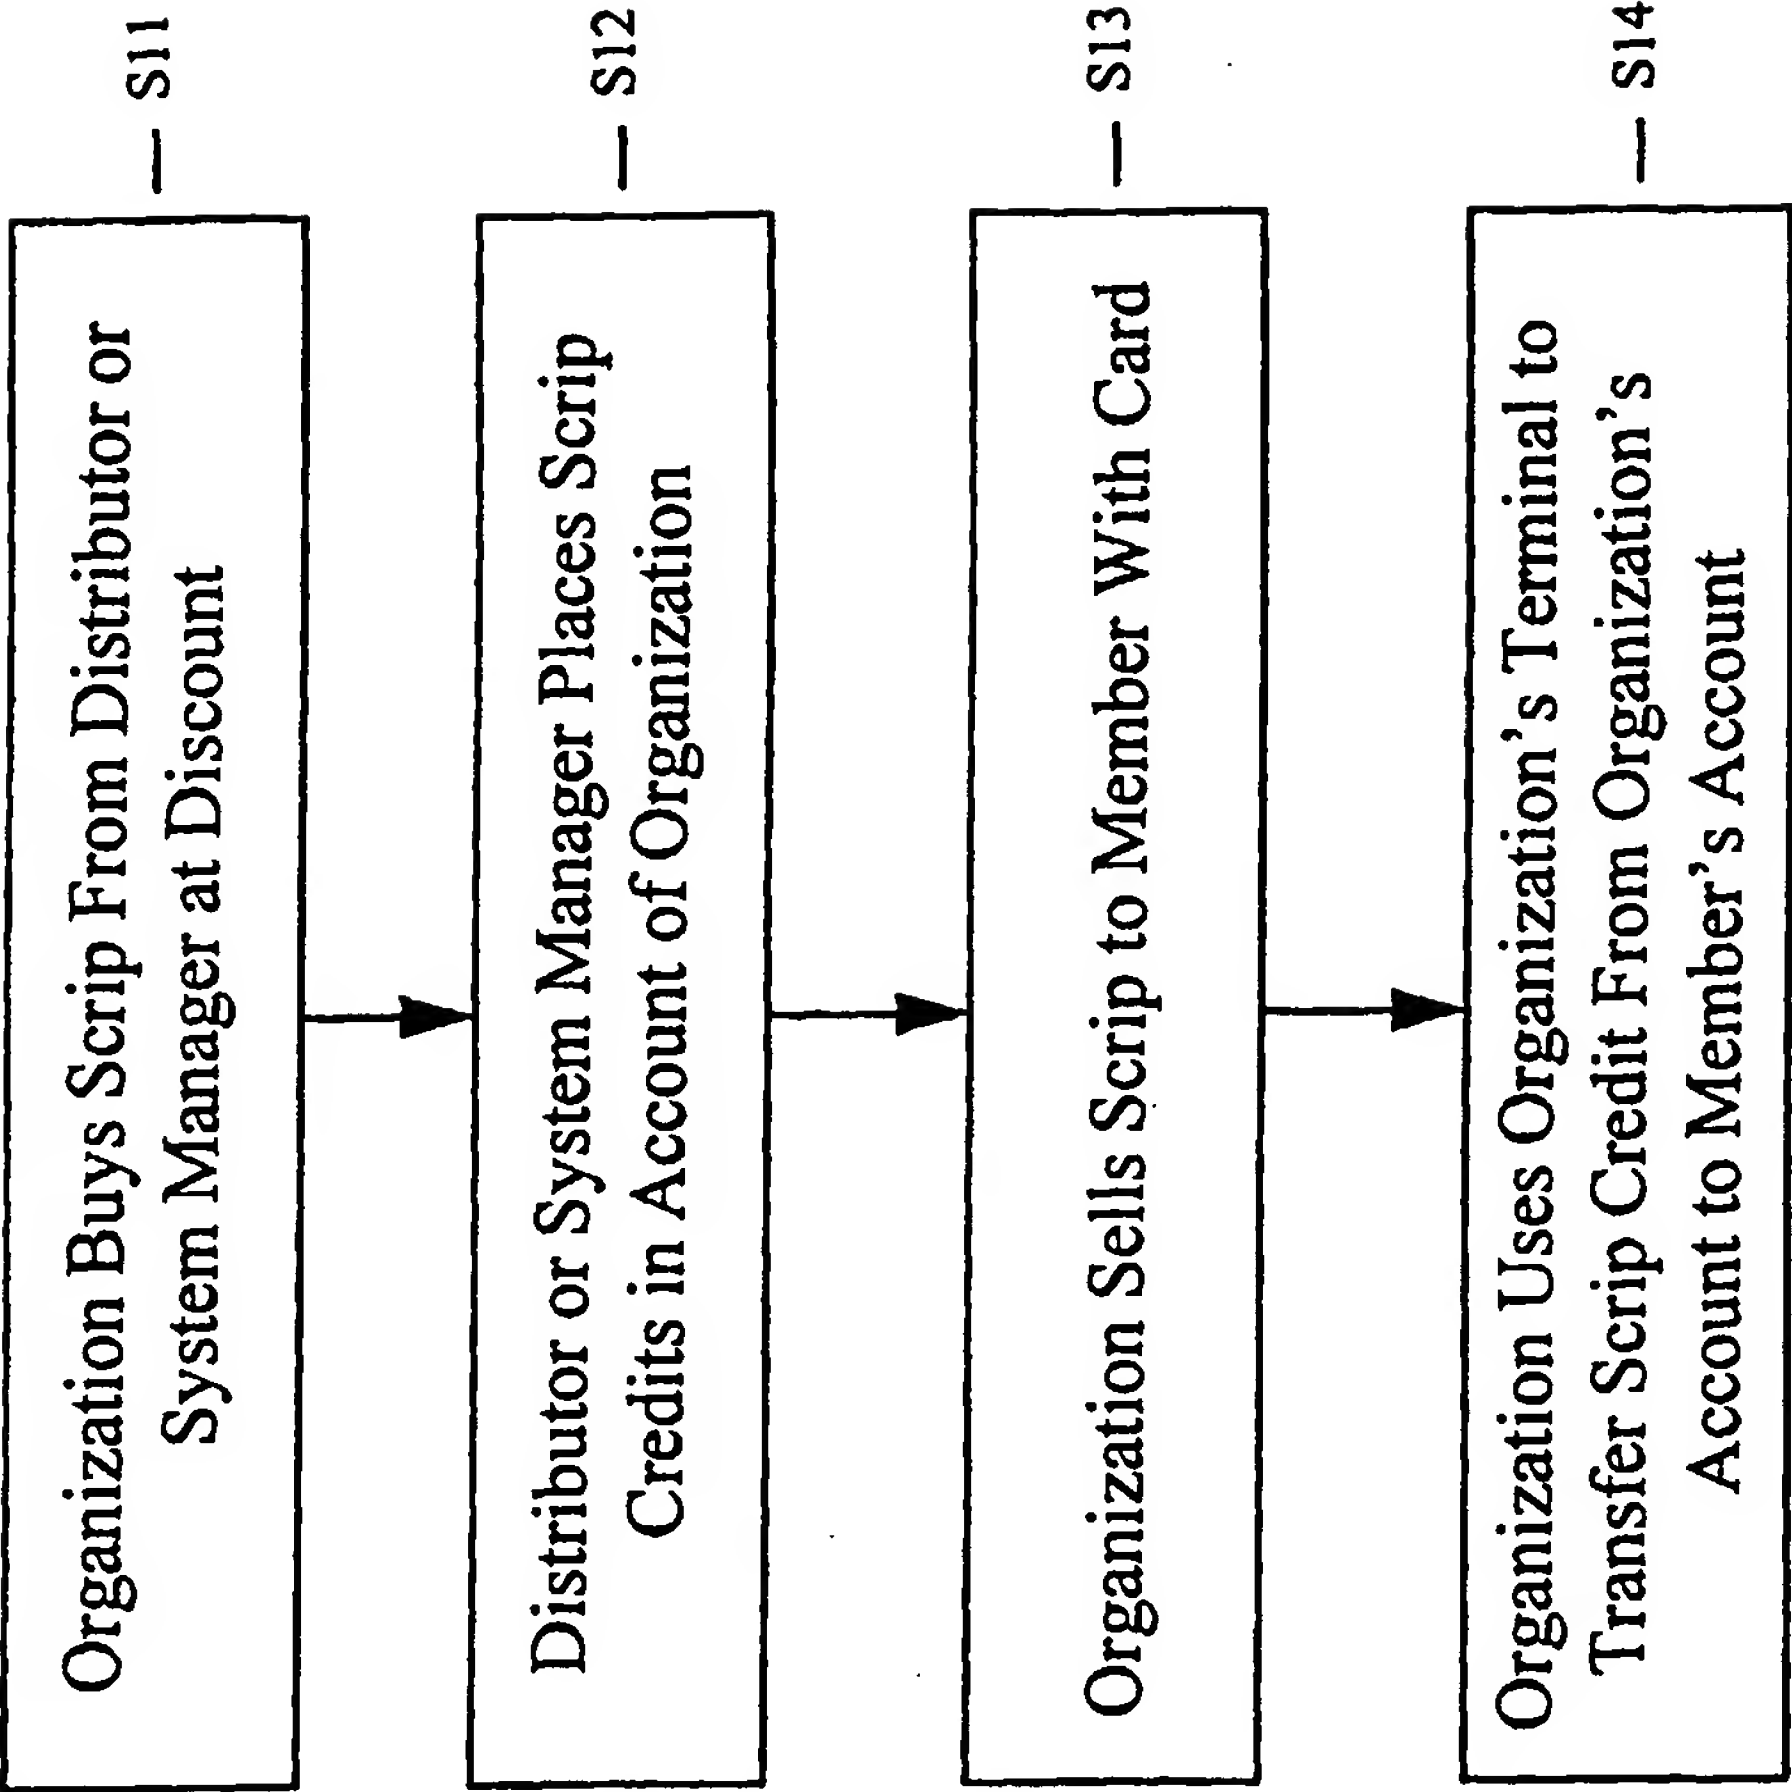 Organization Buys Scrip From Distributor or
System Manager at Discount
S11
Distributor or System Manager Places Scrip
Credits in Account of Organization
S12
Organization Sells Scrip to Member With Card
S13
Organization Uses Organization's Terminal to
Transfer Scrip Credit From Organization's
Account to Member's Account
S14